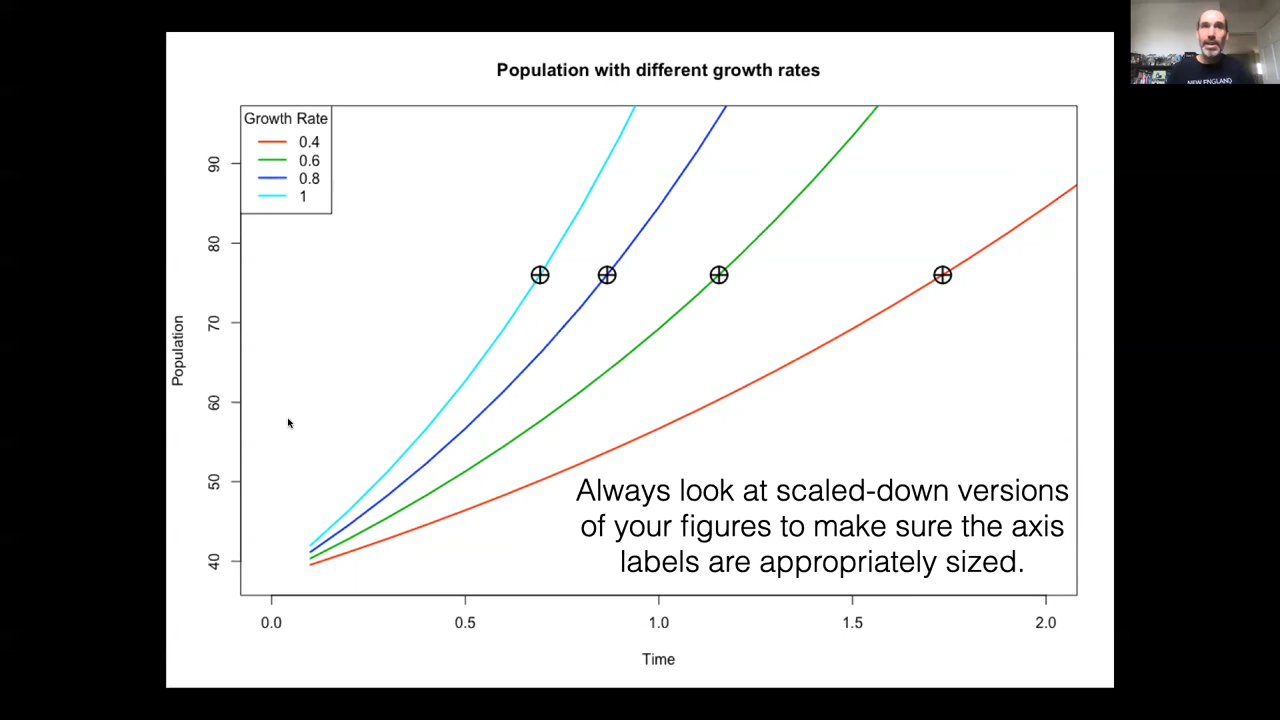 Population with different growth rates
Growth Rate
0.4
0.6
0.8
1
90
80
70
60
50
40
Population
Always look at scaled-down versions
of your figures to make sure the axis
labels are appropriately sized.
0.0 0.5 1.0 1.5 2.0
Time
NEW ENGLAND